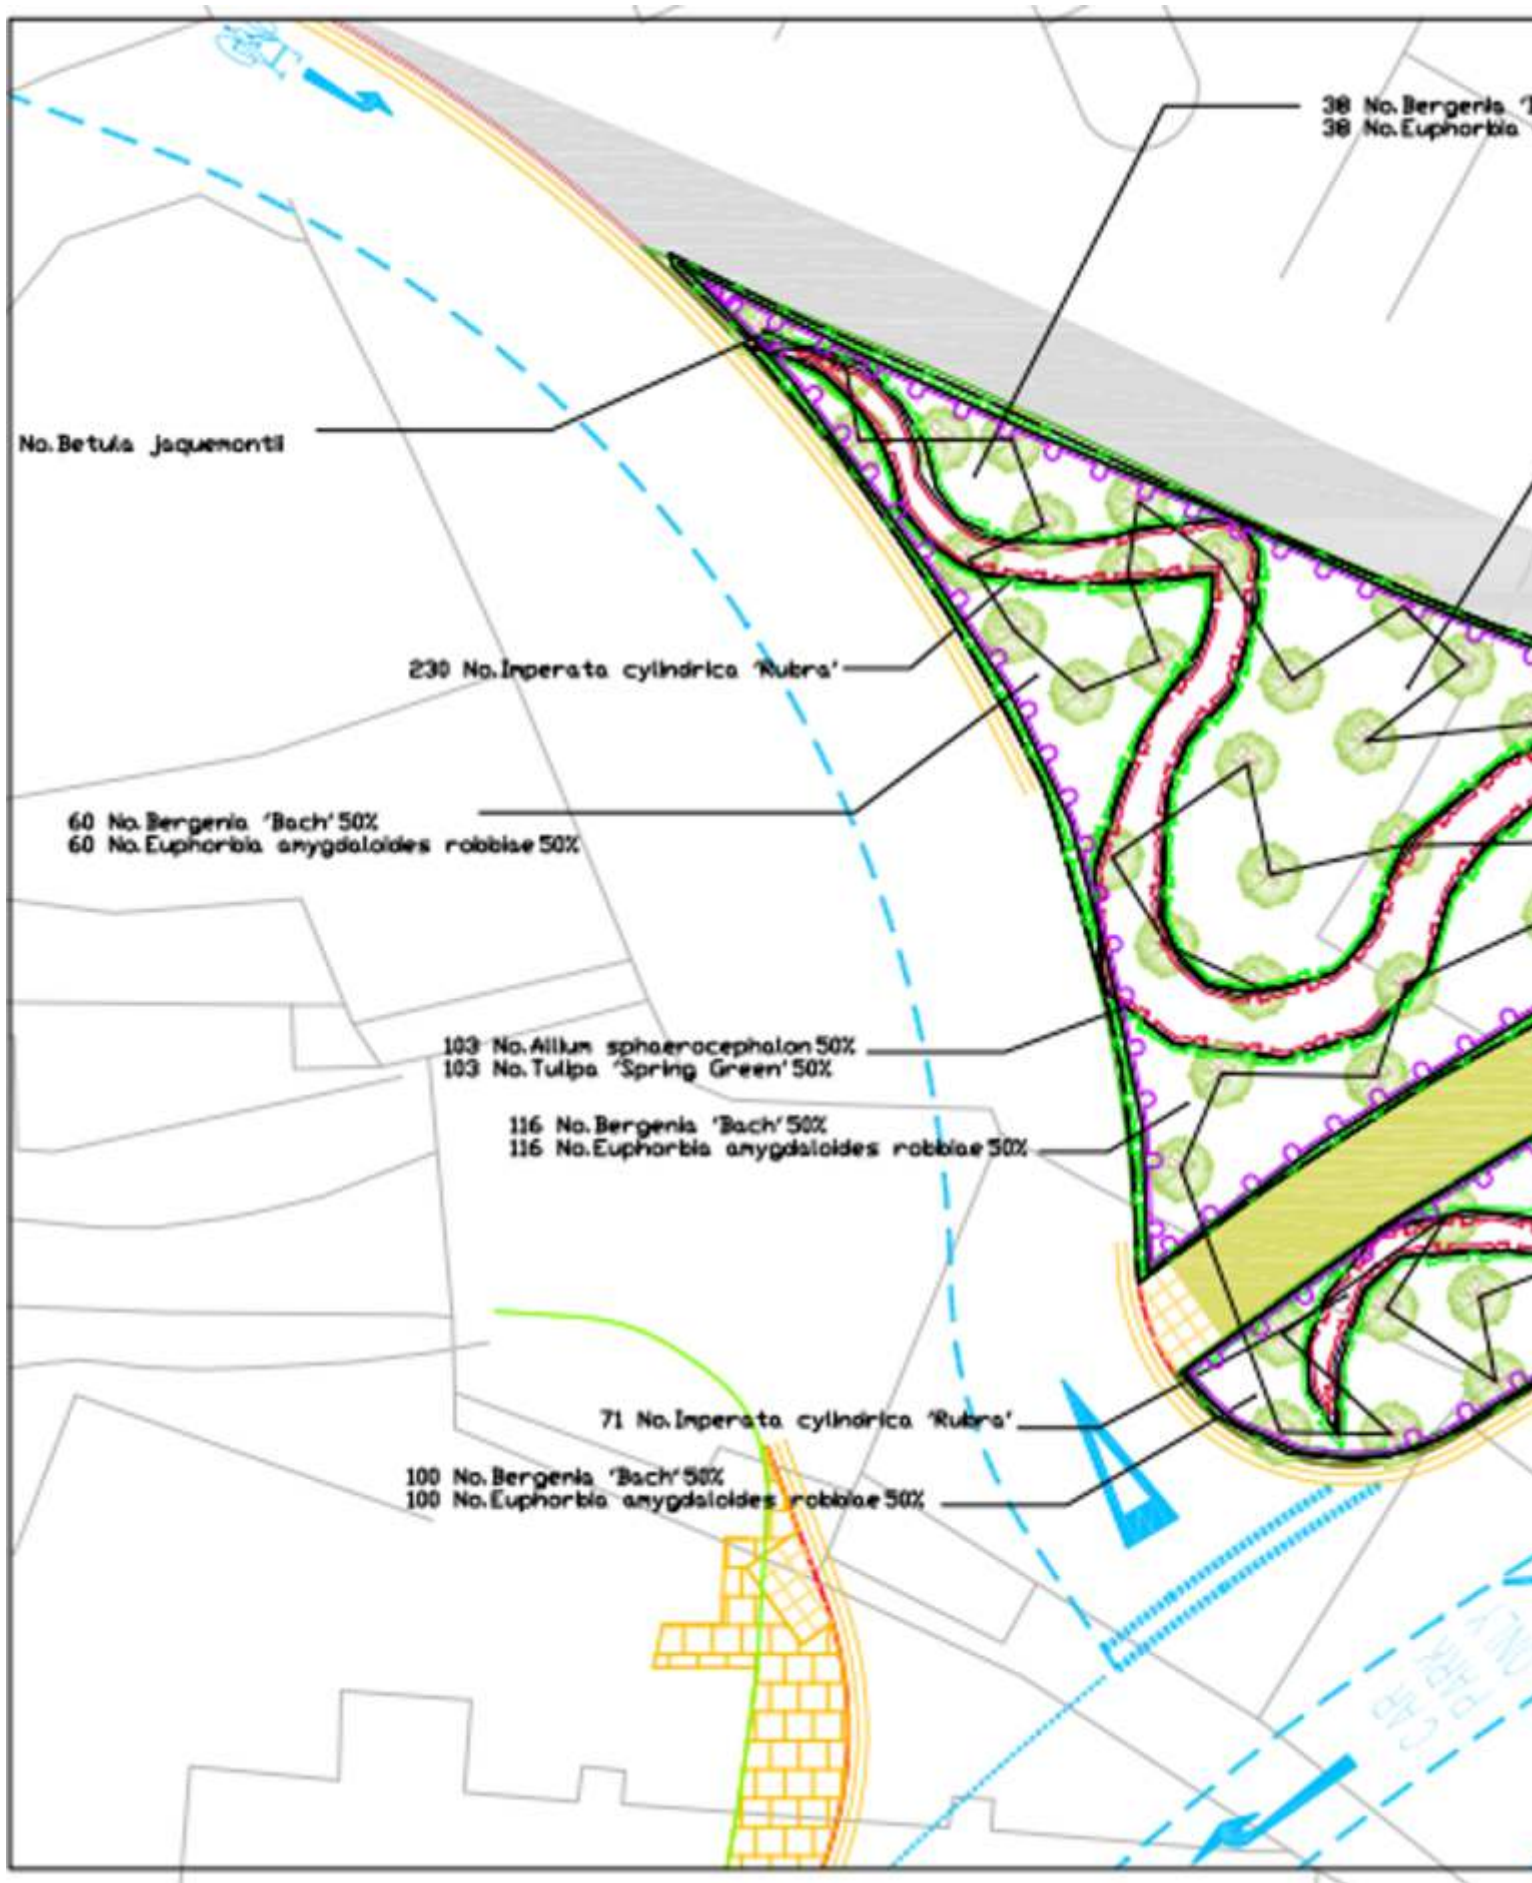 38 No.Bergenia '
38 No.Euphorbia
No.Betula jaquemontii
230 No.Imperata cylindrica 'Rubra'
60 No.Bergenia 'Bach' 50%
60 No.Euphorbia amygdaloides robbiae 50%
103 No.Allium sphaerocephalon 50%
103 No.Tulipa 'Spring Green' 50%
116 No.Bergenia 'Bach' 50%
116 No.Euphorbia amygdaloides robbiae 50%
71 No.Imperata cylindrica 'Rubra'
100 No.Bergenia 'Bach' 50%
100 No.Euphorbia amygdaloides robbiae 50%
CAR
PARK
ONLY